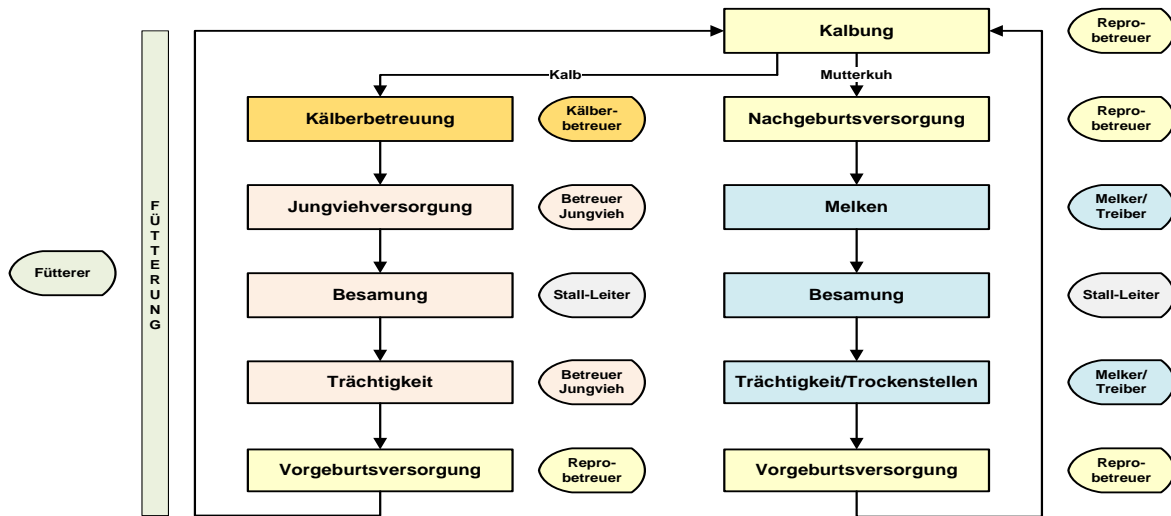 Kalbung
Repro-
betreuer
Kalb
Mutterkuh
Kälberbetreuung
Kälber-
betreuer
Nachgeburtsversorgung
Repro-
betreuer
Jungviehversorgung
Betreuer
Jungvieh
Melken
Melker/
Treiber
FÜTTERUNG
Fütterer
Besamung
Stall-Leiter
Besamung
Stall-Leiter
Trächtigkeit
Betreuer
Jungvieh
Trächtigkeit/Trockenstellen
Melker/
Treiber
Vorgeburtsversorgung
Repro-
betreuer
Vorgeburtsversorgung
Repro-
betreuer